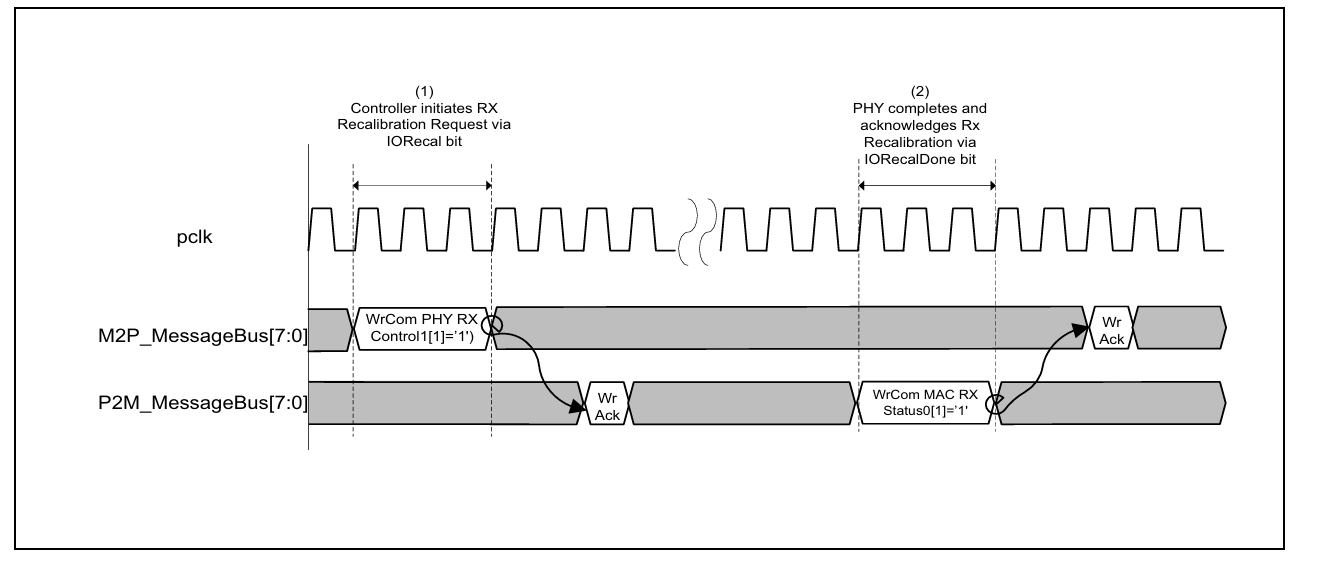 (1)
Controller initiates RX
Recalibration Request via
IORecal bit
(2)
PHY completes and
acknowledges Rx
Recalibration via
IORecalDone bit
pclk
M2P_MessageBus[7:0]
WrCom PHY RX
Control1[1]='1')
Wr
Ack
P2M_MessageBus[7:0]
Wr
Ack
WrCom MAC RX
Status0[1]='1'